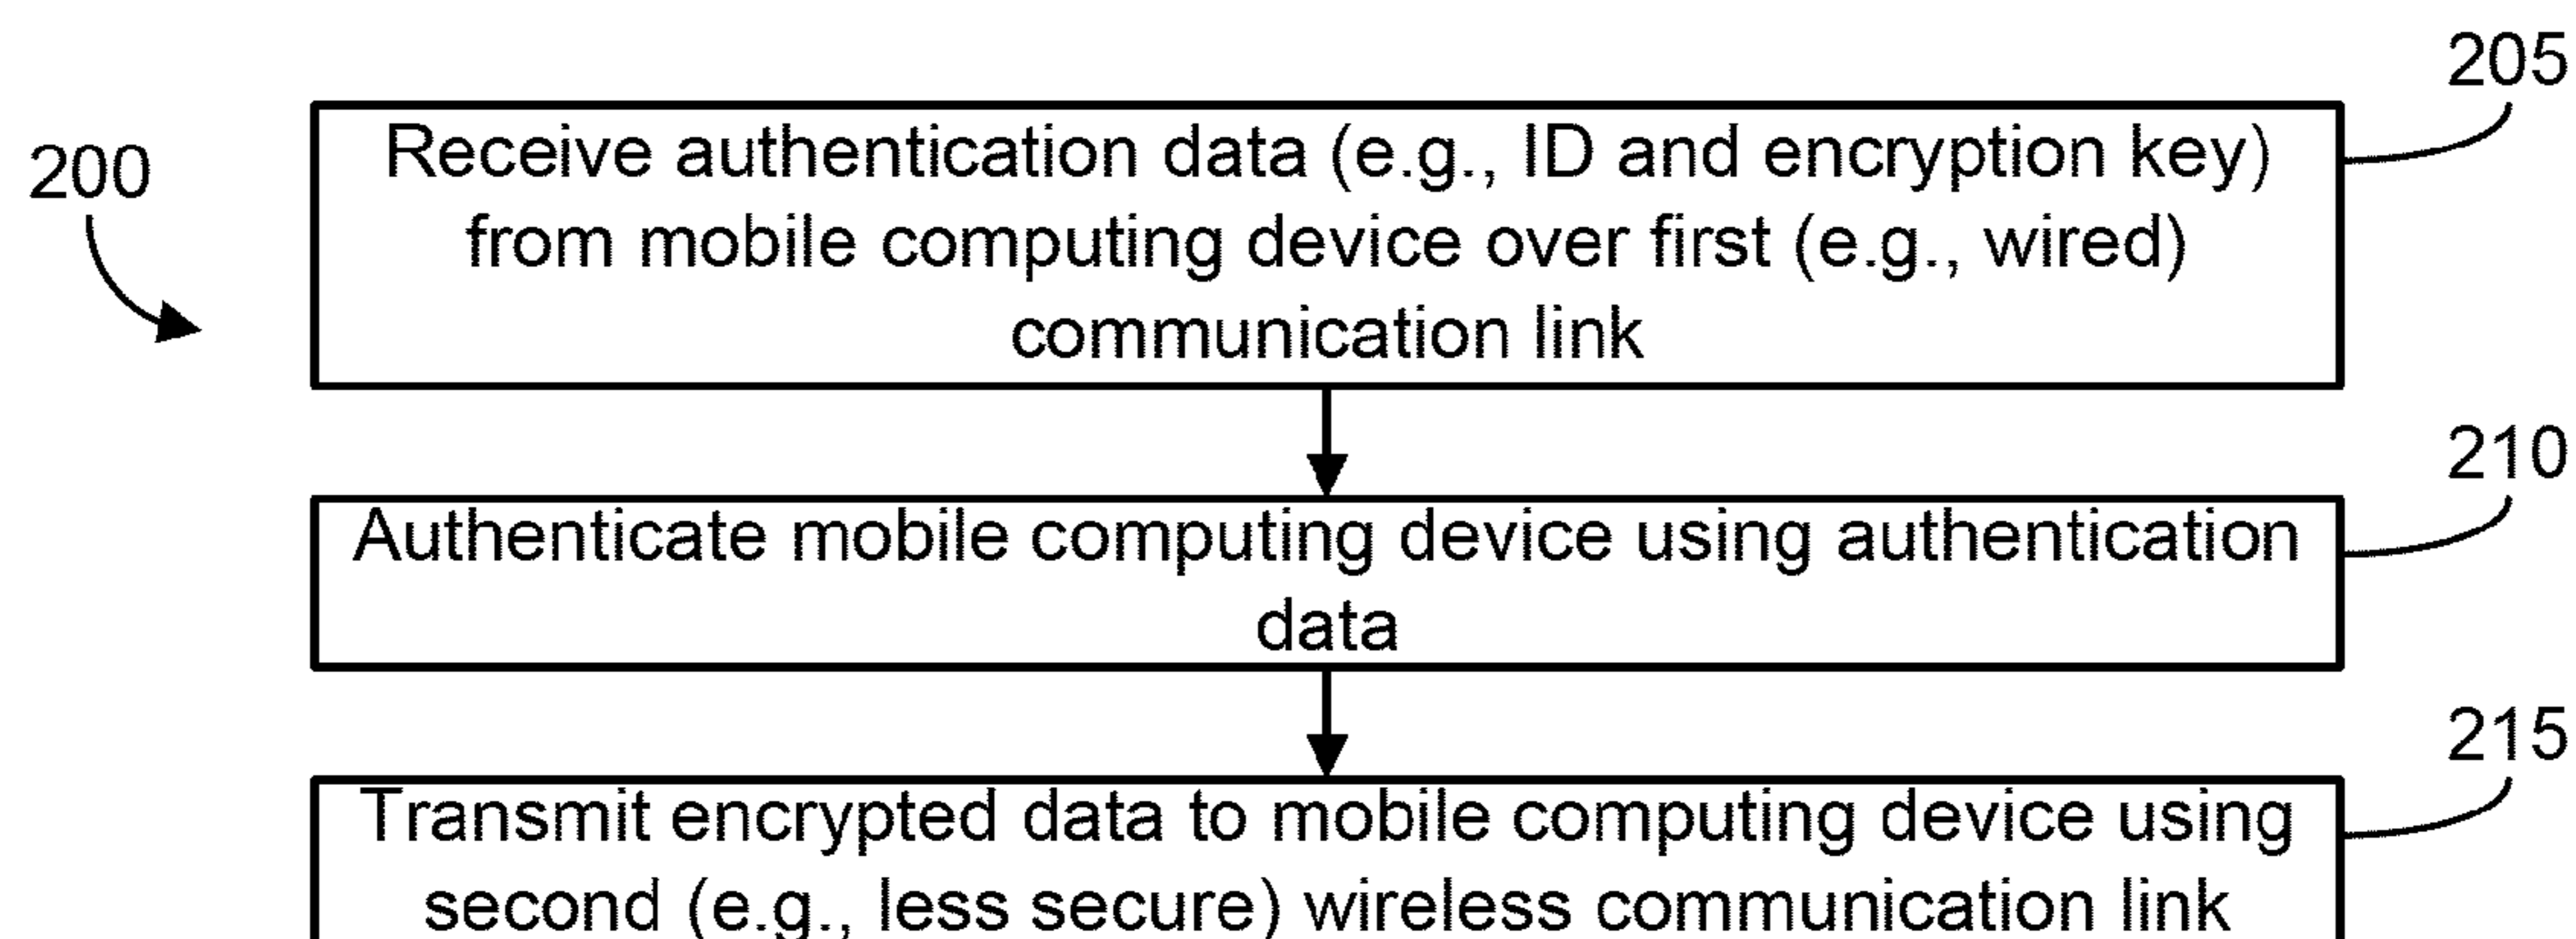 205
200
Receive authentication data (e.g., ID and encryption key)
from mobile computing device over first (e.g., wired)
communication link
210
Authenticate mobile computing device using authentication
data
215
Transmit encrypted data to mobile computing device using
second (e.g., less secure) wireless communication link